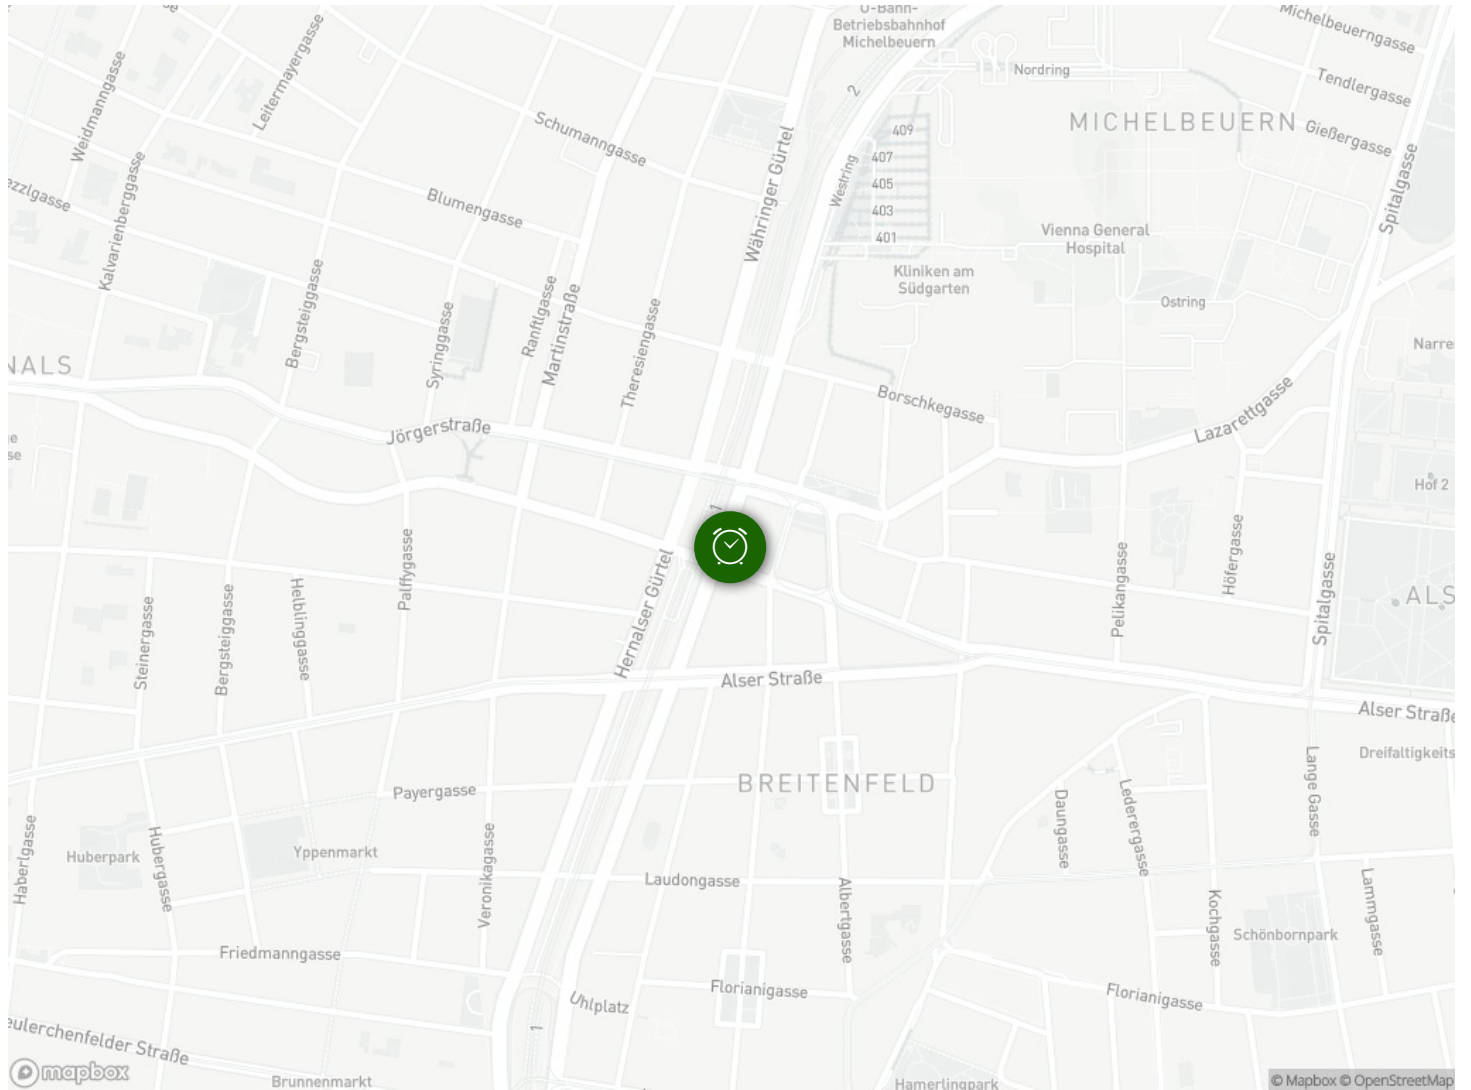 U-Bahn-
Betriebsbahnhof
Michelbeuern
Michelbeuerngasse
Tendlergasse
Gießergasse
Nordring
MICHELBEUERN
Weidmanngasse
Leitermayergasse
Schumanngasse
Währinger Gürtel
2
Westring
409
407
405
403
401
Spitalgasse
Kalvarienberggasse
Blumengasse
Vienna General
Hospital
Kliniken am
Südgarten
Ostring
Bergsteiggasse
Syringgasse
Ranftlgasse
Martinstraße
Theresiengasse
Borschkegasse
Lazarettgasse
Jörgerstraße
Hof 2
1
Palffygasse
Hernalser Gürtel
Pelikangasse
Höfergasse
Spitalgasse
Steinergasse
Bergsteiggasse
Helblinggasse
Alser Straße
Alser Straße
BREITENFELD
Payergasse
Lange Gasse
Daungasse
Lederergasse
Haberlgasse
Huberpark
Hubergasse
Yppenmarkt
Veronikagasse
Laudongasse
Albertgasse
Kochgasse
Lammgasse
Schönbornpark
Friedmanngasse
Uhlplatz
Florianigasse
Florianigasse
1
Brunnenmarkt
Hamerlingpark
mapbox
© Mapbox © OpenStreetMap